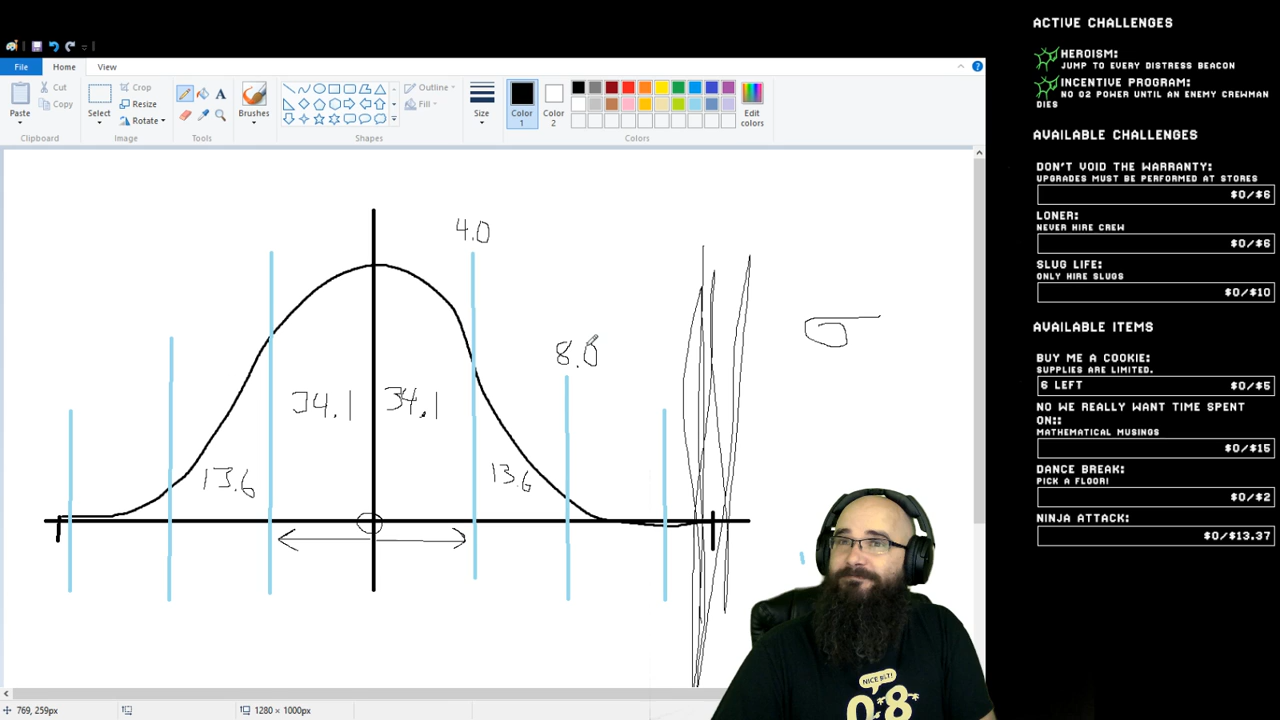 File
Home
View
Paste
Cut
Copy
Clipboard
Select
Crop
Resize
Rotate
Image
Tools
Brushes
Shapes
Outline
Fill
Size
Color
1
Color
2
Edit
colors
Colors
4.0
8.0
σ
34.1
34.1
13.6
13.6
769, 259px
1280 × 1000px
NICE BET!
ACTIVE CHALLENGES
HEROISM:
JUMP TO EVERY DISTRESS BEACON
INCENTIVE PROGRAM:
NO O2 POWER UNTIL AN ENEMY CREWMAN
DIES
AVAILABLE CHALLENGES
DON'T VOID THE WARRANTY:
UPGRADES MUST BE PERFORMED AT STORES
$0/$6
LONER:
NEVER HIRE CREW
$0/$6
SLUG LIFE:
ONLY HIRE SLUGS
$0/$10
AVAILABLE ITEMS
BUY ME A COOKIE:
SUPPLIES ARE LIMITED.
6 LEFT $0/$5
NO WE REALLY WANT TIME SPENT
ON::
MATHEMATICAL MUSINGS
$0/$15
DANCE BREAK:
PICK A FLOOR!
$0/$2
NINJA ATTACK:
$0/$13.37